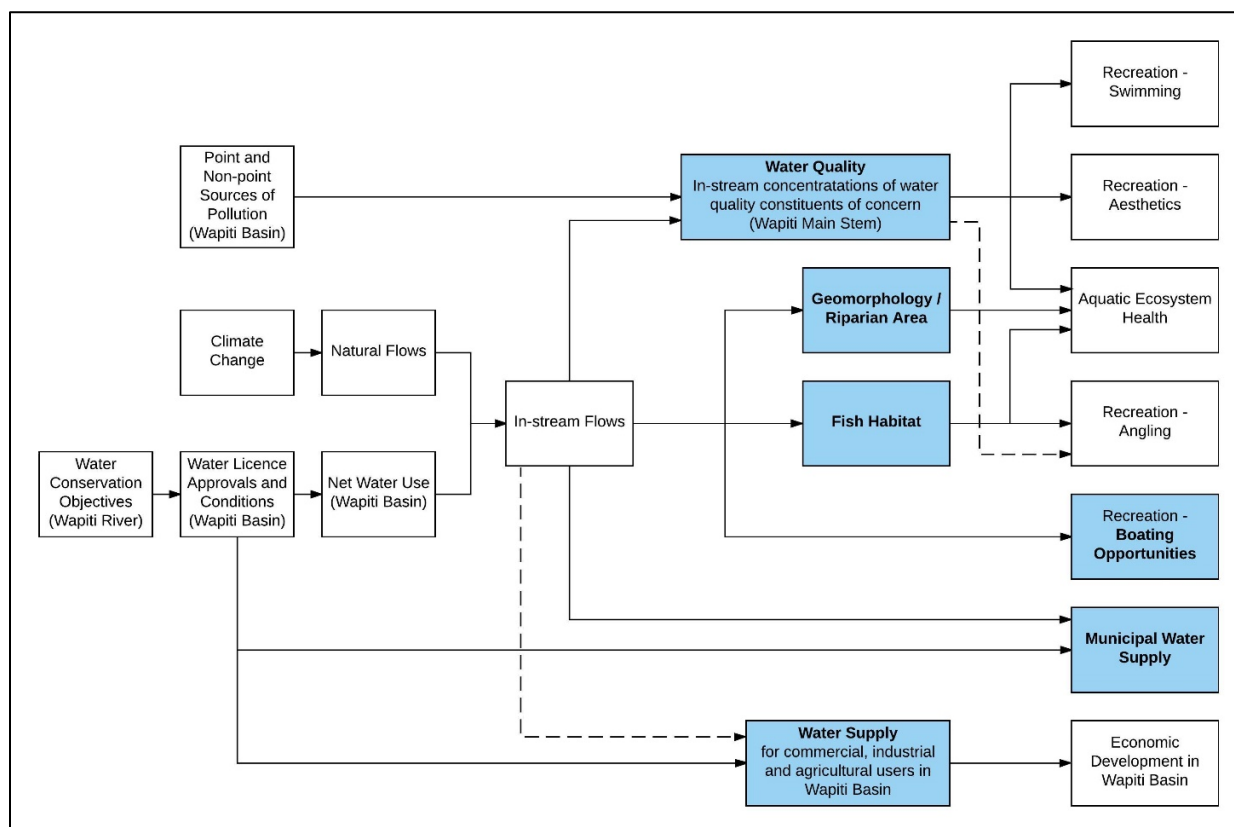 Recreation -
Swimming
Point and
Non-point
Sources of
Pollution
(Wapiti Basin)
Water Quality
In-stream concentratations of water
quality constituents of concern
(Wapiti Main Stem)
Recreation -
Aesthetics
Geomorphology /
Riparian Area
Aquatic Ecosystem
Health
Climate
Change
Natural Flows
In-stream Flows
Fish Habitat
Recreation -
Angling
Water
Conservation
Objectives
(Wapiti River)
Water Licence
Approvals and
Conditions
(Wapiti Basin)
Net Water Use
(Wapiti Basin)
Recreation -
Boating
Opportunities
Municipal Water
Supply
Water Supply
for commercial, industrial
and agricultural users in
Wapiti Basin
Economic
Development in
Wapiti Basin